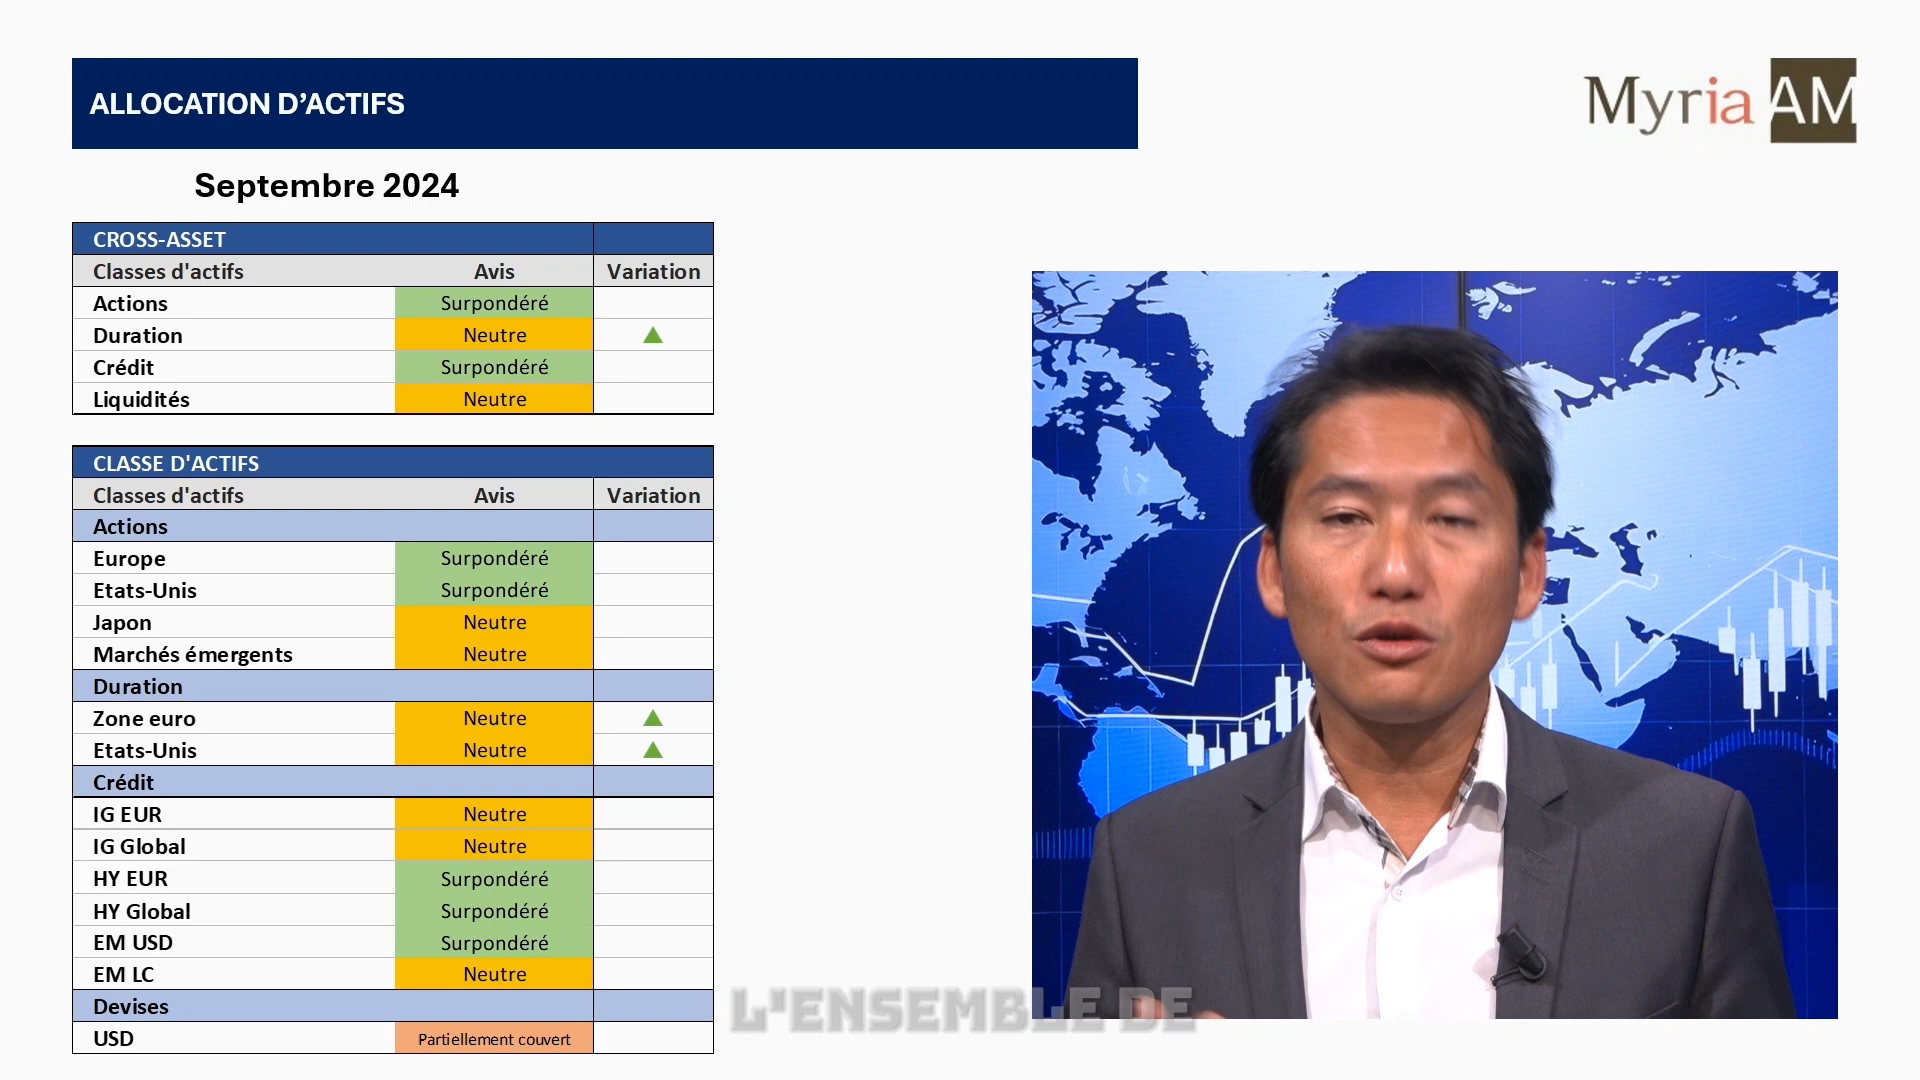 ALLOCATION D’ACTIFS
Myria AM
Septembre 2024
CROSS-ASSET
Classes d'actifs Avis Variation
Actions Surpondéré
Duration Neutre ▲
Crédit Surpondéré
Liquidités Neutre
CLASSE D'ACTIFS
Classes d'actifs Avis Variation
Actions
Europe Surpondéré
Etats-Unis Surpondéré
Japon Neutre
Marchés émergents Neutre
Duration
Zone euro Neutre ▲
Etats-Unis Neutre ▲
Crédit
IG EUR Neutre
IG Global Neutre
HY EUR Surpondéré
HY Global Surpondéré
EM USD Surpondéré
EM LC Neutre
Devises
USD Partiellement couvert
L'ENSEMBLE DE